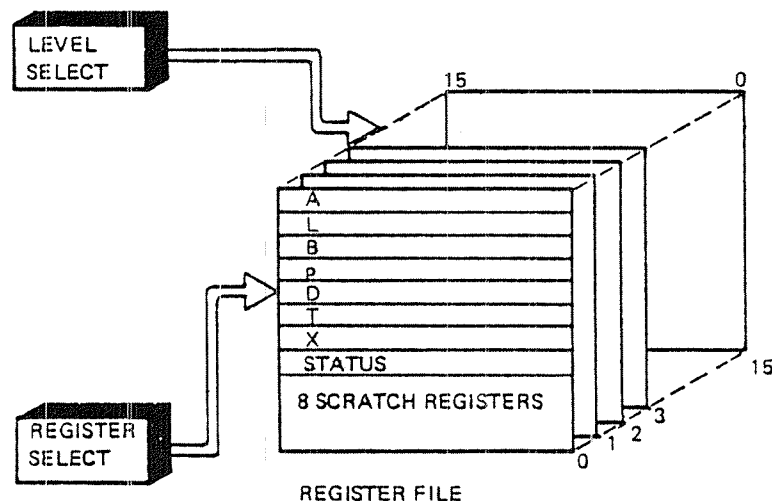 LEVEL
SELECT
15 0
A
L
B
P
D
T
X
STATUS
8 SCRATCH REGISTERS
REGISTER
SELECT
0 1 2 3 15
REGISTER FILE